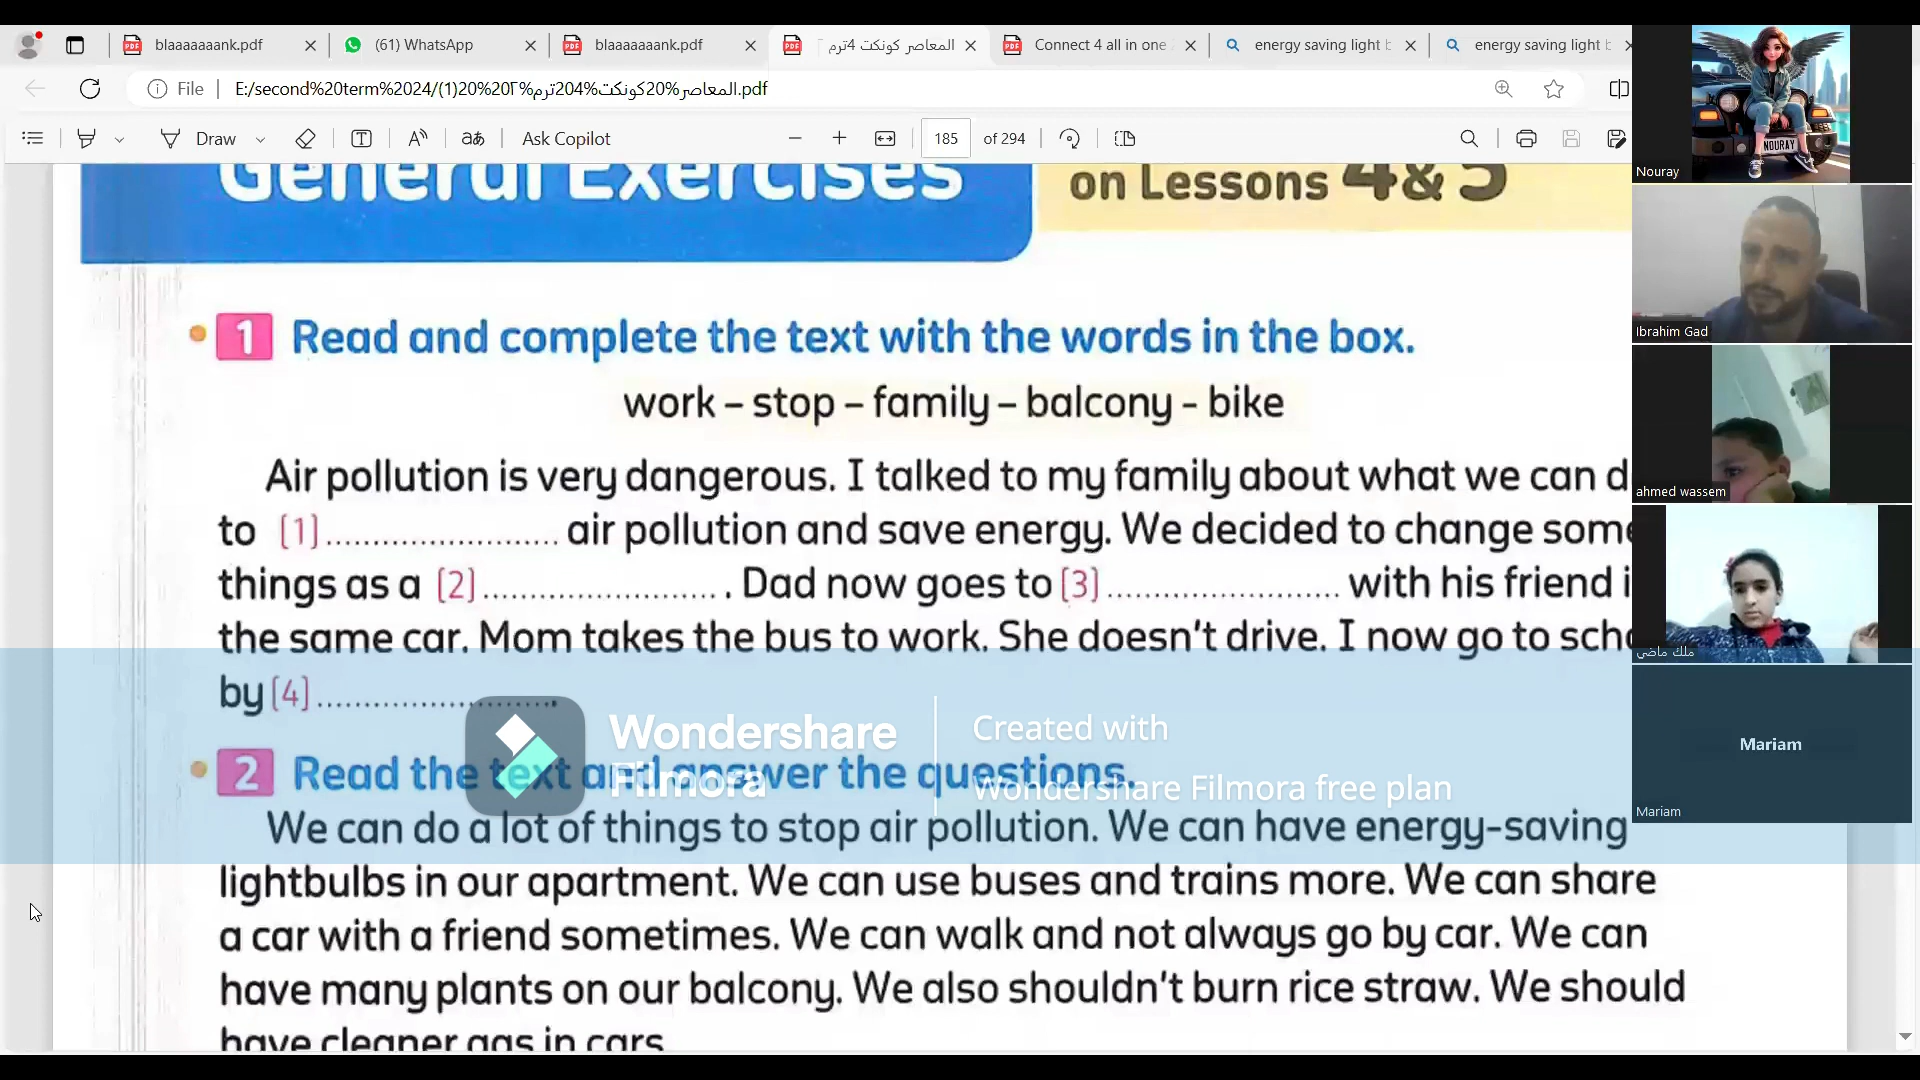 blaaaaaaank.pdf
(61) WhatsApp
blaaaaaaank.pdf
المعاصر كونكت 4ترم
Connect 4 all in one
energy saving light b
energy saving light b
File
E:/second%20term%2024/(1)%20المعاصر%20كونكت%204ترم%20٢.pdf
Draw
aあ
Ask Copilot
185 of 294
General Exercises
on Lessons 4&5
1 Read and complete the text with the words in the box.
work – stop – family – balcony - bike
Air pollution is very dangerous. I talked to my family about what we can d
to (1) ........................ air pollution and save energy. We decided to change some
things as a (2) ........................ . Dad now goes to (3) ........................ with his friend i
the same car. Mom takes the bus to work. She doesn't drive. I now go to scho
by (4) ........................
Wondershare
Filmora
Created with
Wondershare Filmora free plan
2 Read the text and answer the questions.
We can do a lot of things to stop air pollution. We can have energy-saving
lightbulbs in our apartment. We can use buses and trains more. We can share
a car with a friend sometimes. We can walk and not always go by car. We can
have many plants on our balcony. We also shouldn't burn rice straw. We should
have cleaner gas in cars.
NOURAY
Nouray
Ibrahim Gad
ahmed wassem
ملك ماضي
Mariam
Mariam